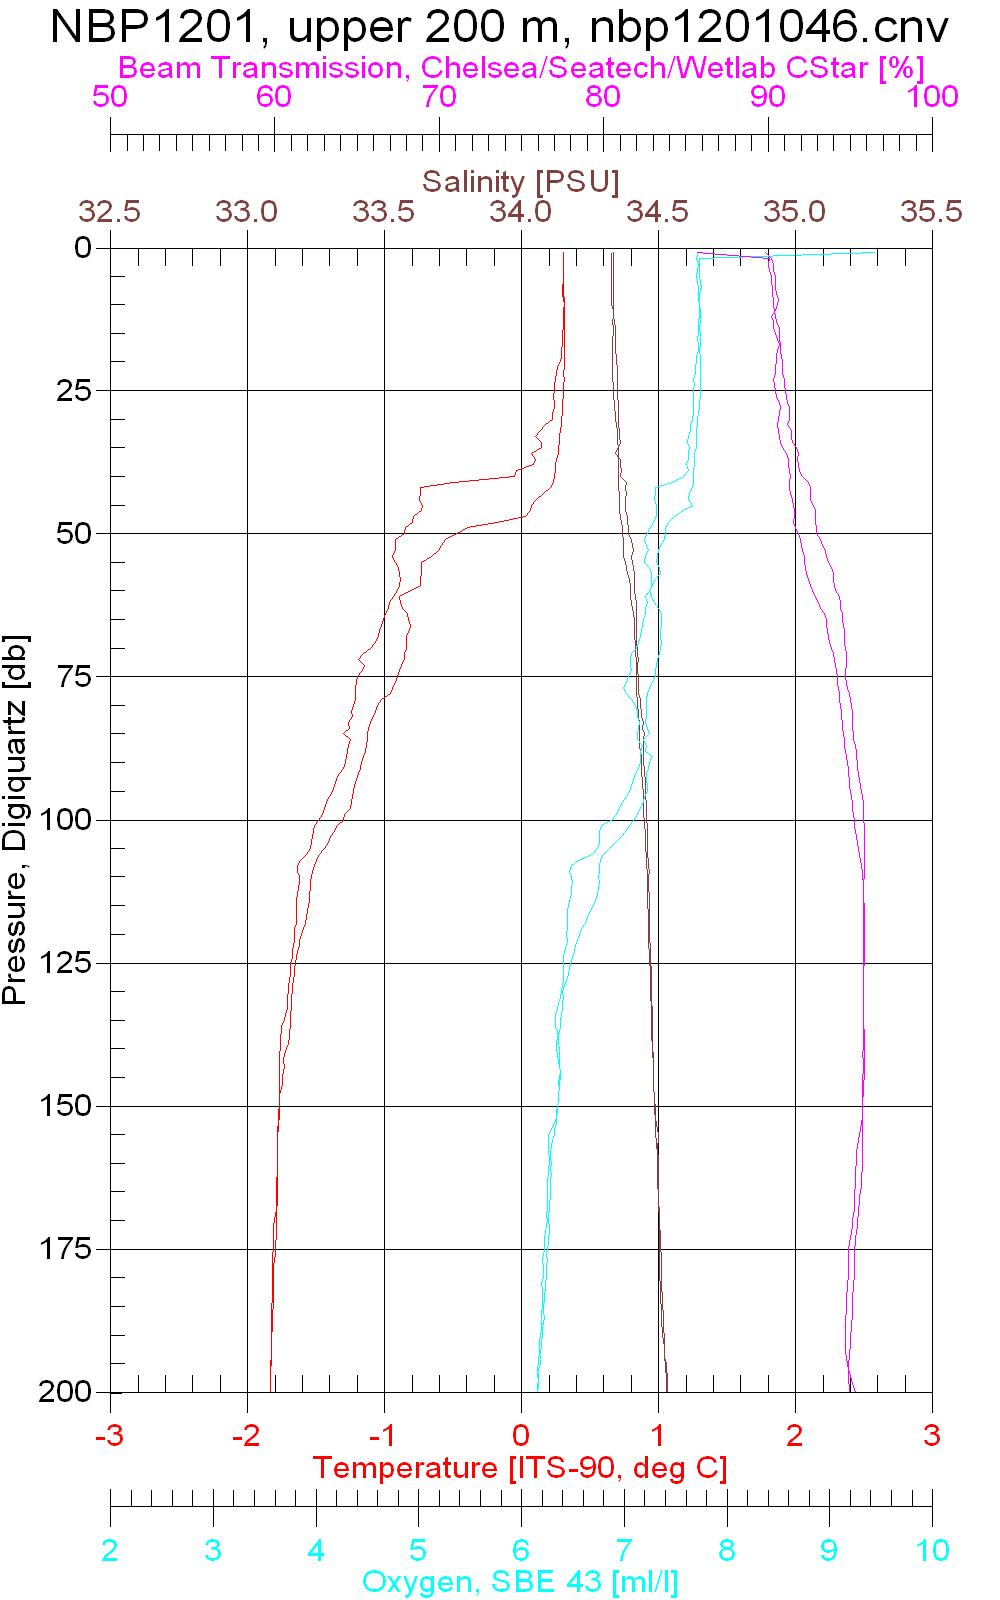 NBP1201, upper 200 m, nbp1201046.cnv
Beam Transmission, Chelsea/Seatech/Wetlab CStar [%]
50 60 70 80 90 100
Salinity [PSU]
32.5 33.0 33.5 34.0 34.5 35.0 35.5
0
25
50
75
100
125
150
175
200
Pressure, Digiquartz [db]
-3 -2 -1 0 1 2 3
Temperature [ITS-90, deg C]
2 3 4 5 6 7 8 9 10
Oxygen, SBE 43 [ml/l]